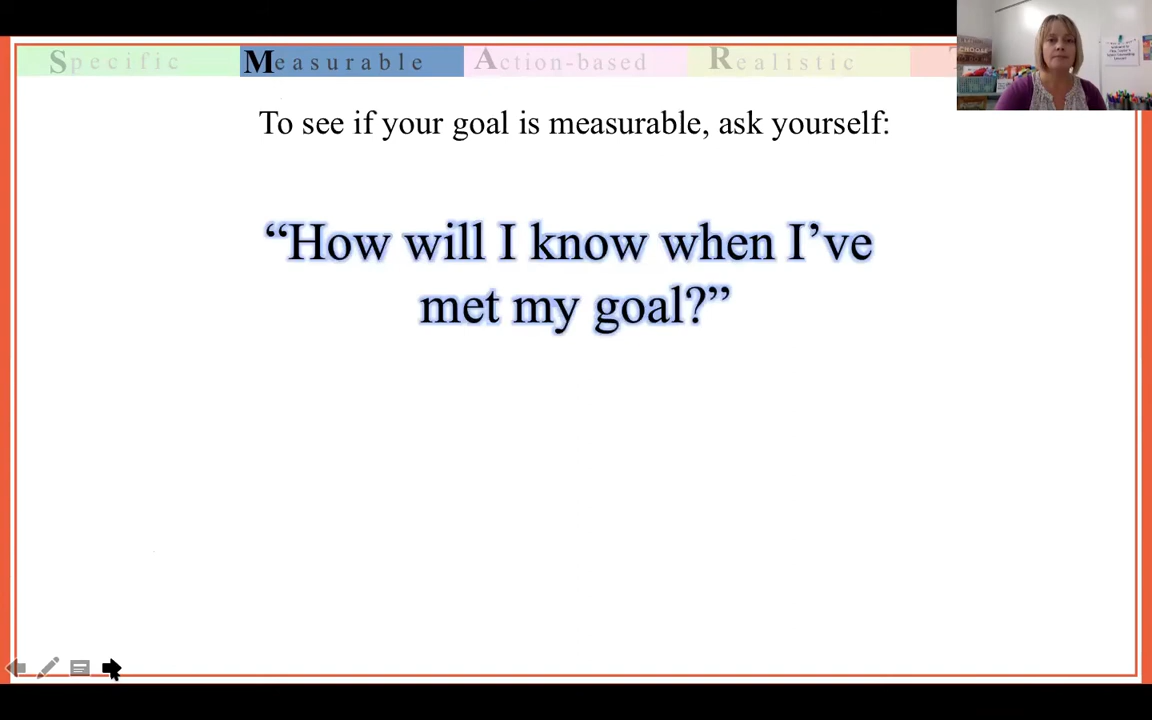 Specific Measurable Action-based Realistic
To see if your goal is measurable, ask yourself:
“How will I know when I’ve
met my goal?”